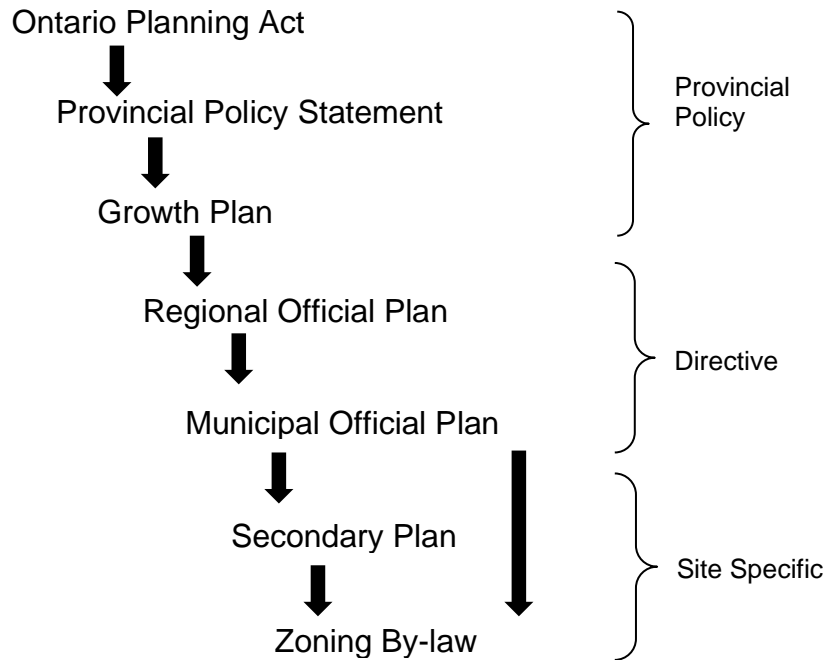 Ontario Planning Act
Provincial Policy Statement
Growth Plan
Regional Official Plan
Municipal Official Plan
Secondary Plan
Zoning By-law
Provincial
Policy
Directive
Site Specific